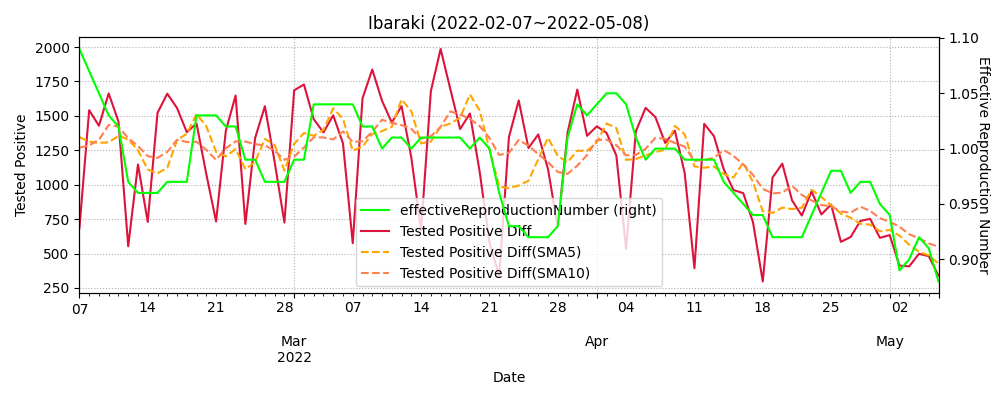 Ibaraki (2022-02-07~2022-05-08)
2000
1750
1500
1250
1000
750
500
250
Tested Positive
1.10
1.05
1.00
0.95
0.90
Effective Reproduction Number
effectiveReproductionNumber (right)
Tested Positive Diff
Tested Positive Diff(SMA5)
Tested Positive Diff(SMA10)
07 14 21 28 07 14 21 28 04 11 18 25 02
Mar Apr May
2022
Date